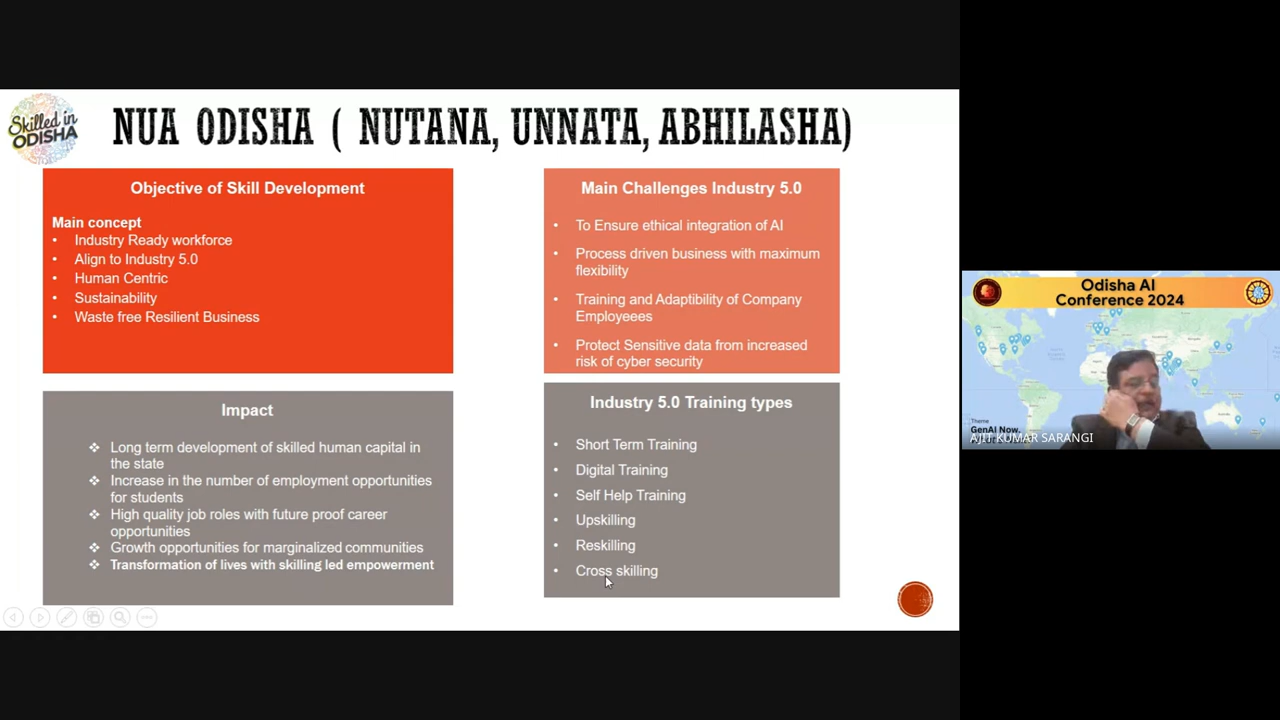 Skilled in
ODISHA
NUA ODISHA ( NUTANA, UNNATA, ABHILASHA)
Objective of Skill Development
Main concept
• Industry Ready workforce
• Align to Industry 5.0
• Human Centric
• Sustainability
• Waste free Resilient Business
Main Challenges Industry 5.0
• To Ensure ethical integration of AI
• Process driven business with maximum
flexibility
• Training and Adaptibility of Company
Employeees
• Protect Sensitive data from increased
risk of cyber security
Impact
❖ Long term development of skilled human capital in
the state
❖ Increase in the number of employment opportunities
for students
❖ High quality job roles with future proof career
opportunities
❖ Growth opportunities for marginalized communities
❖ Transformation of lives with skilling led empowerment
Industry 5.0 Training types
• Short Term Training
• Digital Training
• Self Help Training
• Upskilling
• Reskilling
• Cross skilling
Odisha AI
Conference 2024
Theme
GenAI Now.
AJIT KUMAR SARANGI